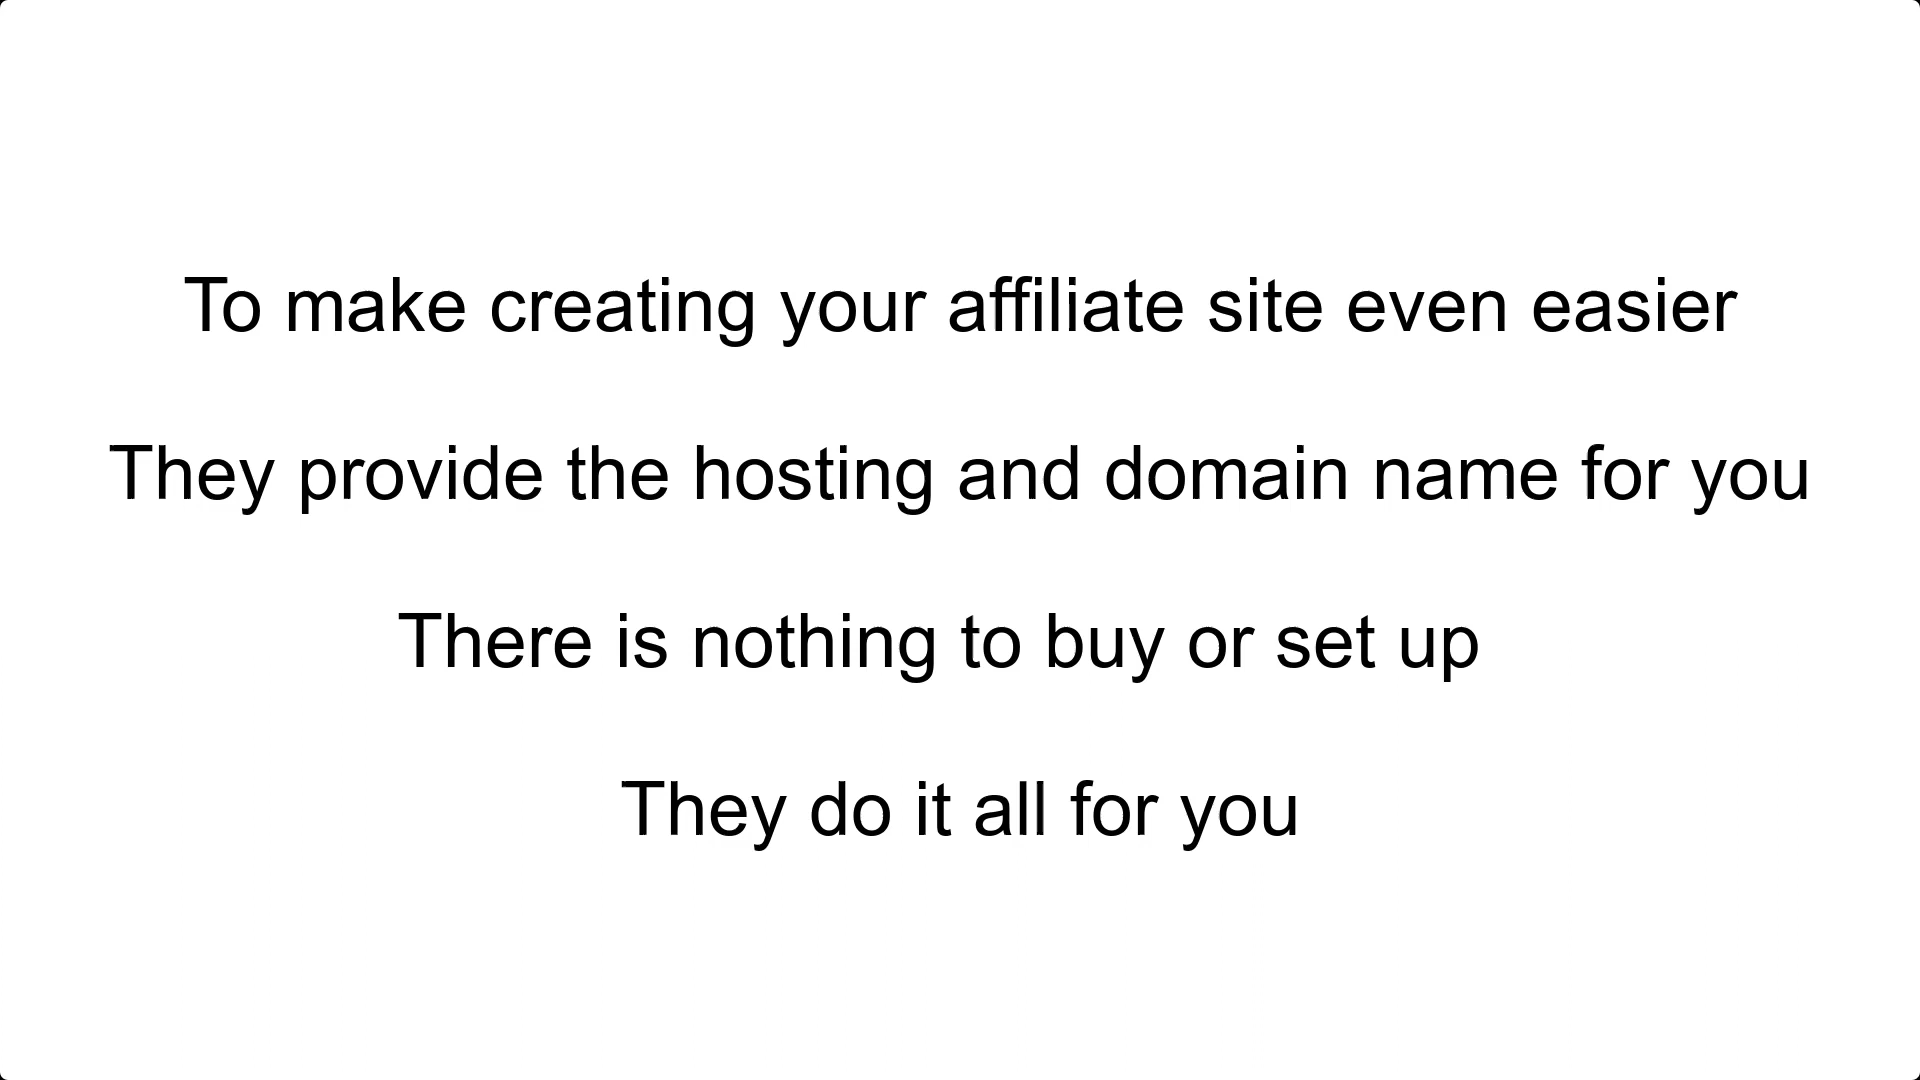 To make creating your affiliate site even easier
They provide the hosting and domain name for you
There is nothing to buy or set up
They do it all for you